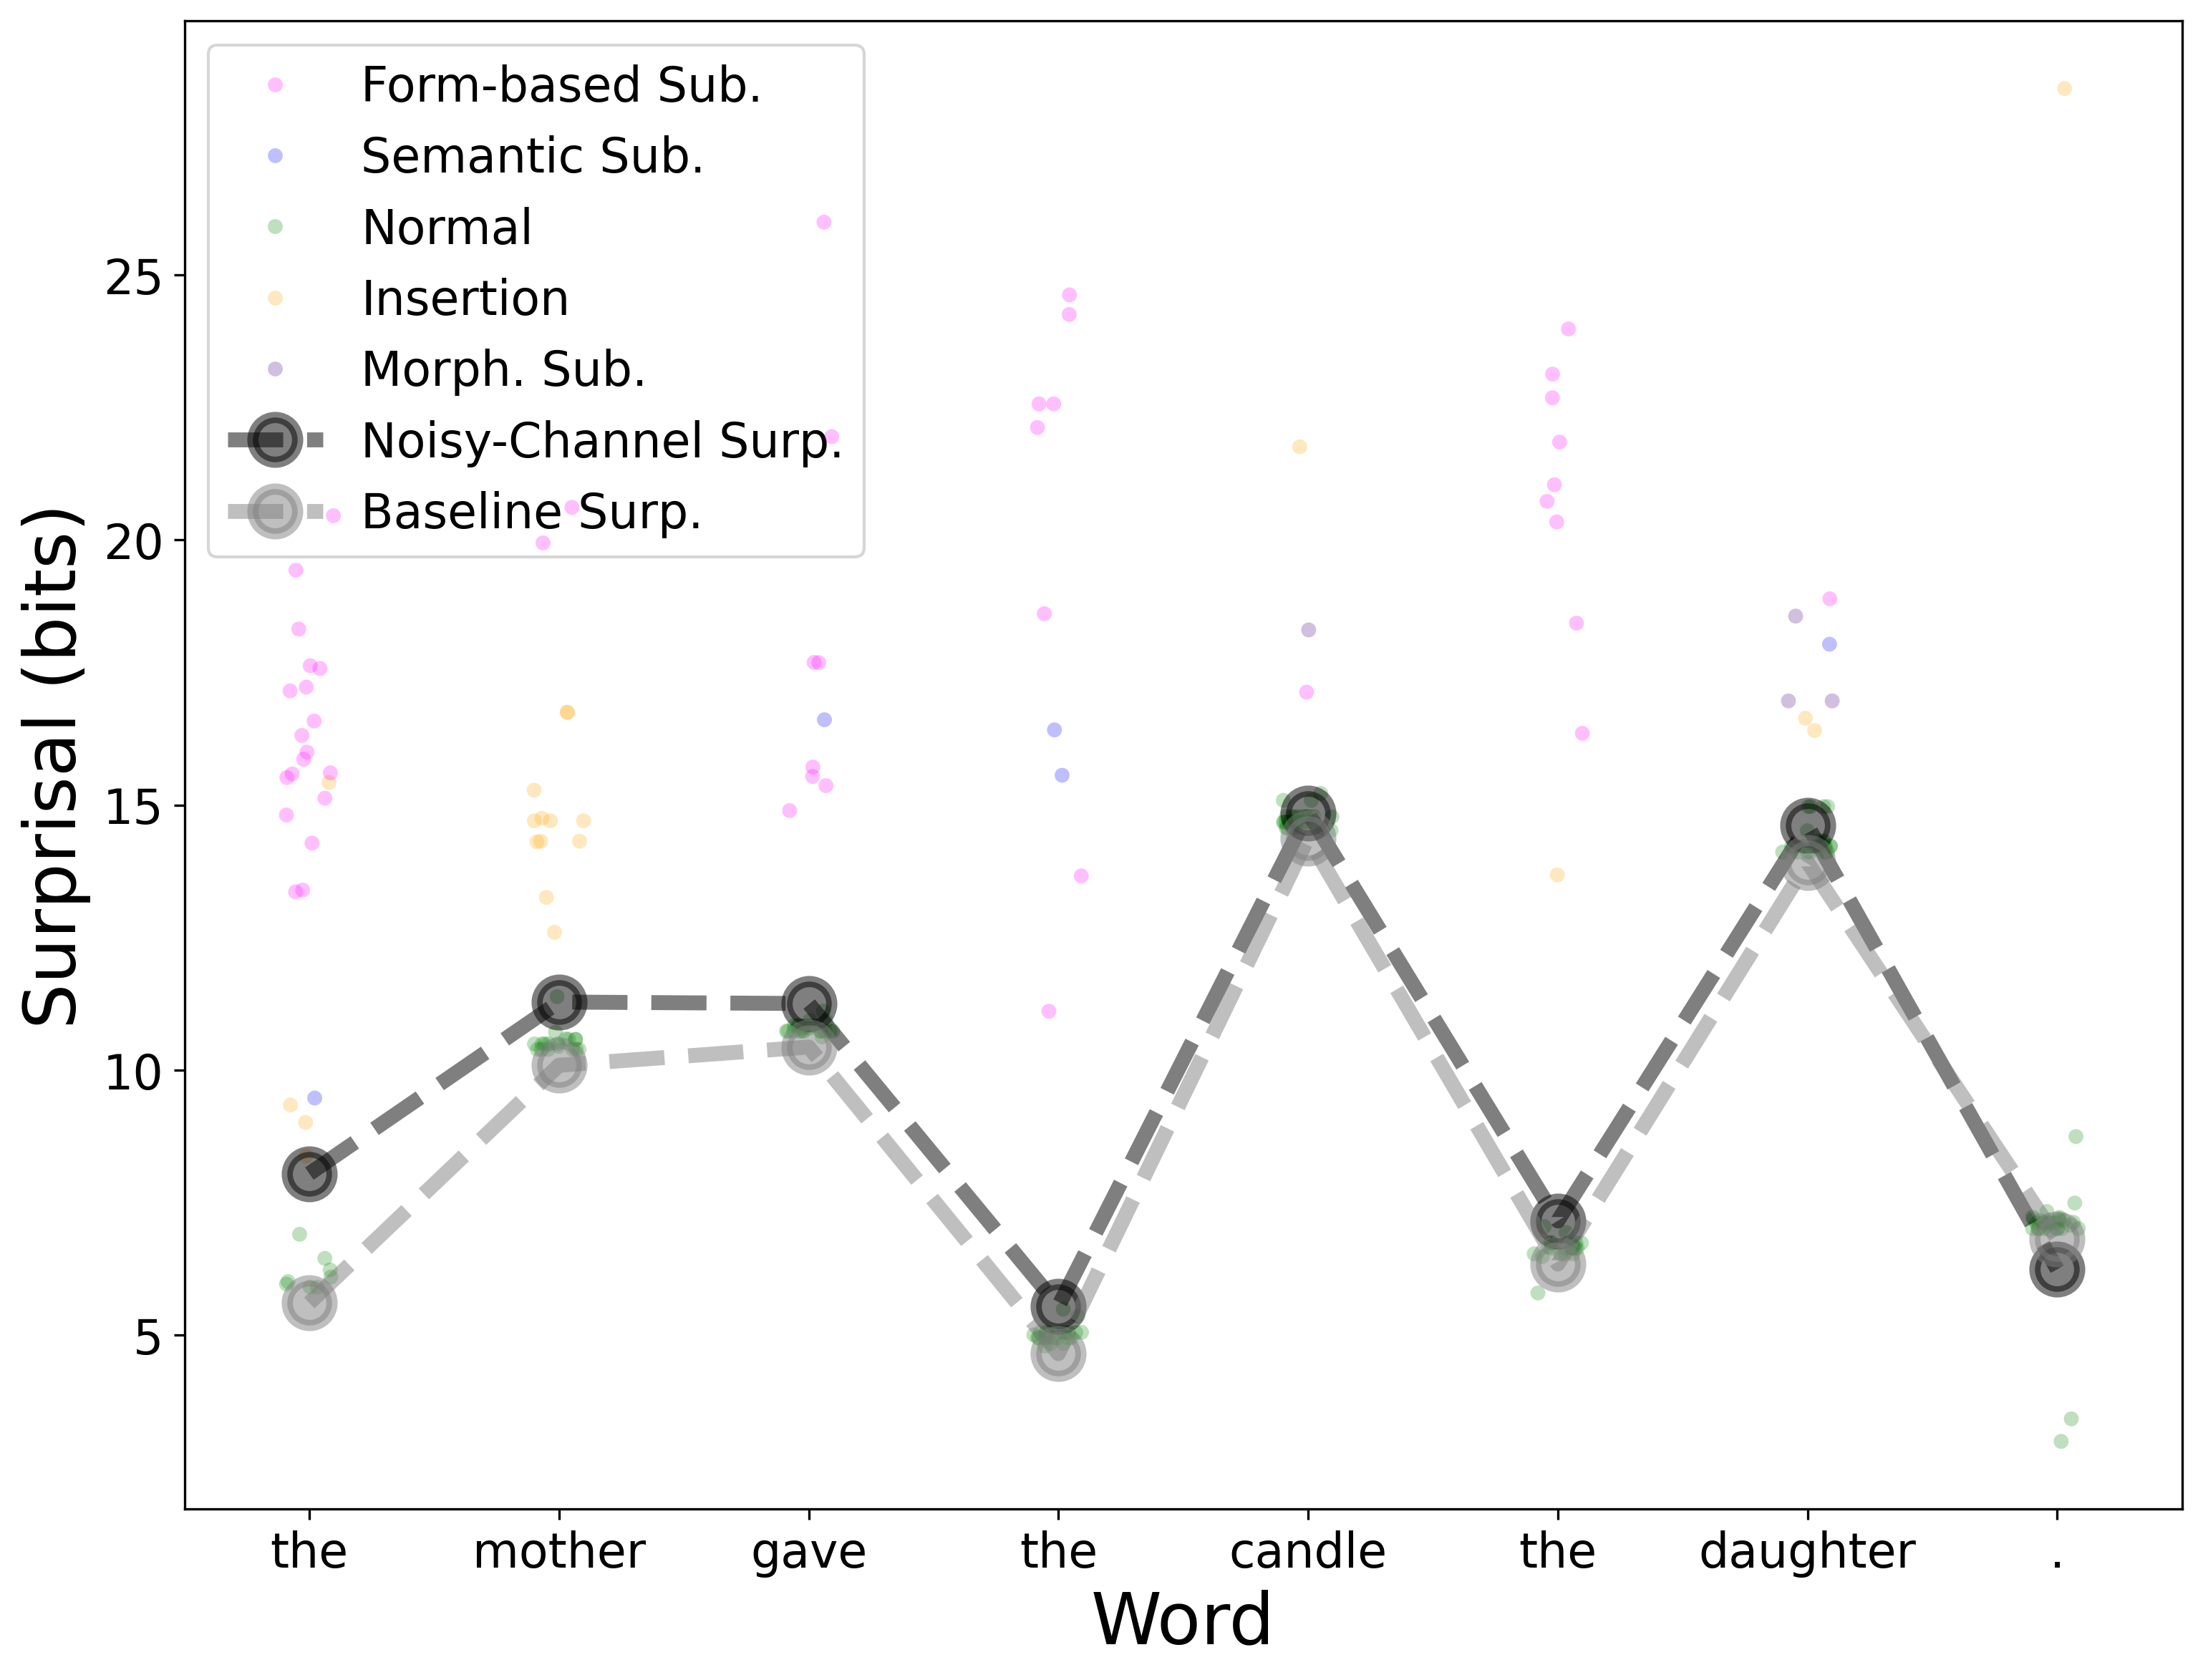 Form-based Sub.
Semantic Sub.
Normal
Insertion
Morph. Sub.
Noisy-Channel Surp.
Baseline Surp.
Surprisal (bits)
25
20
15
10
5
the mother gave the candle the daughter .
Word